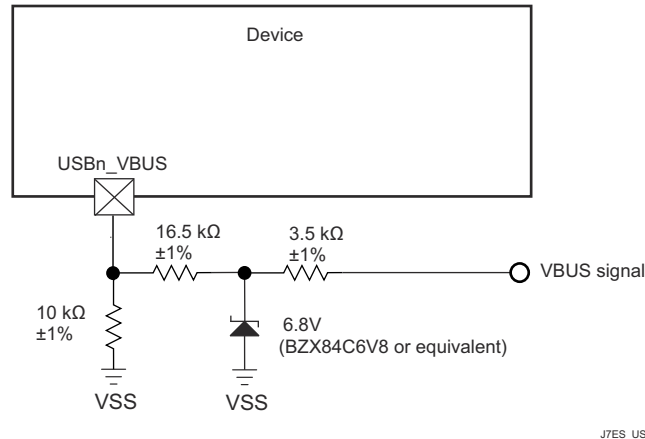 Device
USBn_VBUS
16.5 kΩ
±1%
3.5 kΩ
±1%
VBUS signal
10 kΩ
±1%
6.8V
(BZX84C6V8 or equivalent)
VSS
VSS
J7ES_US